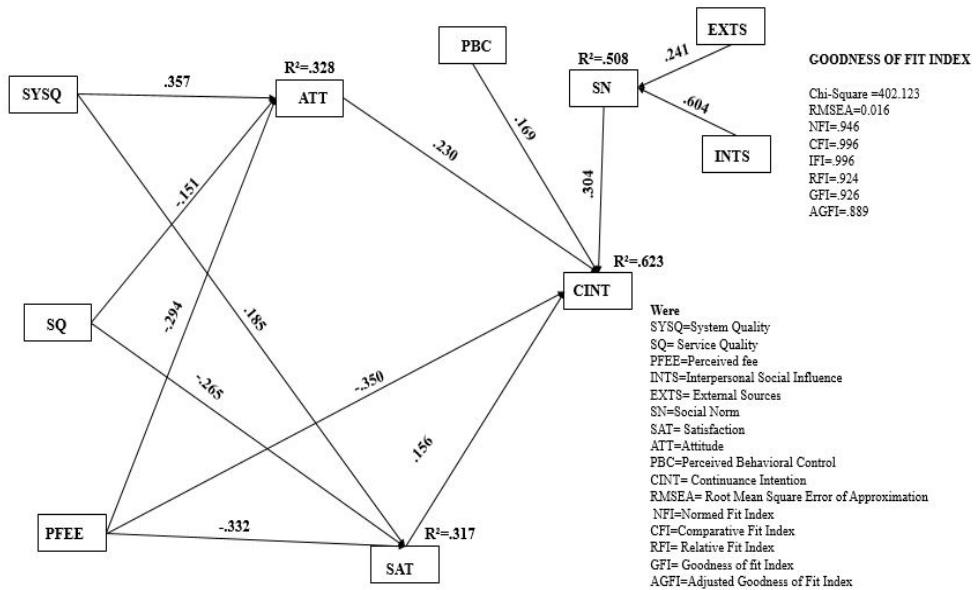 EXTS
PBC
R²=.508
.241
GOODNESS OF FIT INDEX
R²=.328
SYSQ
.357
ATT
SN
.604
Chi-Square =402.123
RMSEA=0.016
NFI=.946
CFI=.996
IFI=.996
RFI=.924
GFI=.926
AGFI=.889
INTS
.169
.230
.304
-.151
R²=.623
CINT
SQ
-.294
.185
-.350
-.265
.156
Were
SYSQ=System Quality
SQ= Service Quality
PFEE=Perceived fee
INTS=Interpersonal Social Influence
EXTS= External Sources
SN=Social Norm
SAT= Satisfaction
ATT=Attitude
PBC=Perceived Behavioral Control
CINT= Continuance Intention
RMSEA= Root Mean Square Error of Approximation
NFI=Normed Fit Index
CFI=Comparative Fit Index
RFI= Relative Fit Index
GFI= Goodness of fit Index
AGFI=Adjusted Goodness of Fit Index
PFEE
-.332
R²=.317
SAT